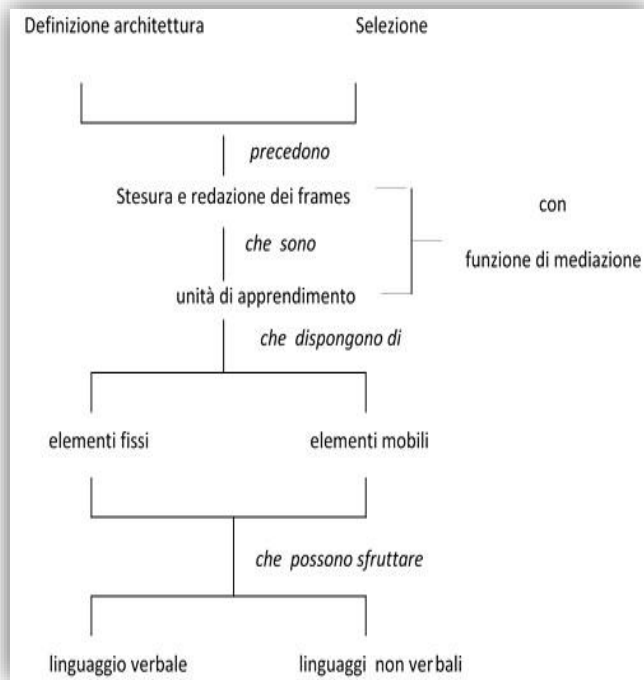 Definizione architettura
Selezione
precedono
Stesura e redazione dei frames
con
che sono
funzione di mediazione
unità di apprendimento
che dispongono di
elementi fissi
elementi mobili
che possono sfruttare
linguaggio verbale
linguaggi non verbali